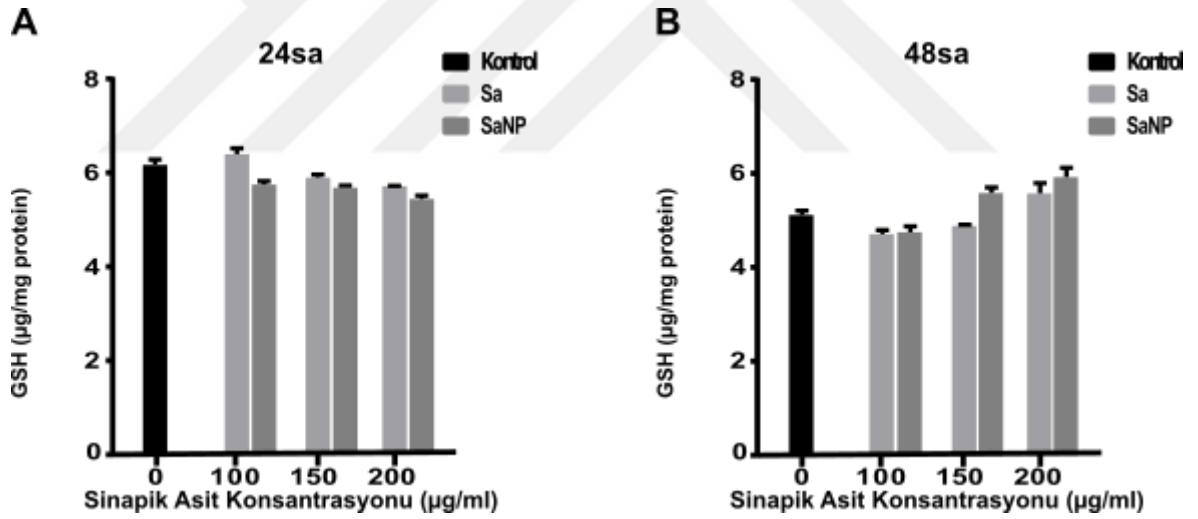 A
24sa
Kontrol
Sa
SaNP
GSH (µg/mg protein)
8
6
4
2
0
0 100 150 200
Sinapik Asit Konsantrasyonu (µg/ml)
B
48sa
Kontrol
Sa
SaNP
GSH (µg/mg protein)
8
6
4
2
0
0 100 150 200
Sinapik Asit Konsantrasyonu (µg/ml)